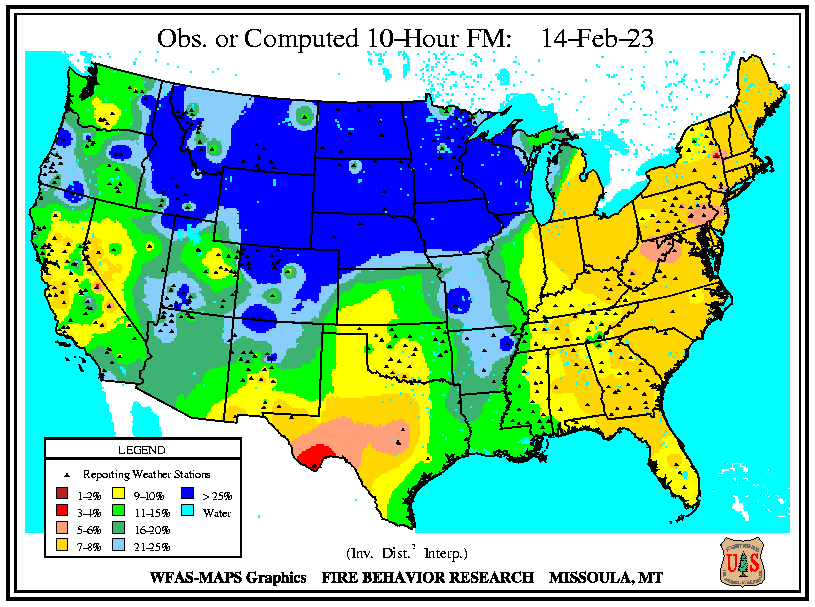 Obs. or Computed 10-Hour FM: 14-Feb-23
LEGEND
Reporting Weather Stations
1-2% 9-10% > 25%
3-4% 11-15% Water
5-6% 16-20%
7-8% 21-25%
(Inv. Dist.² Interp.)
WFAS-MAPS Graphics FIRE BEHAVIOR RESEARCH MISSOULA, MT
U S